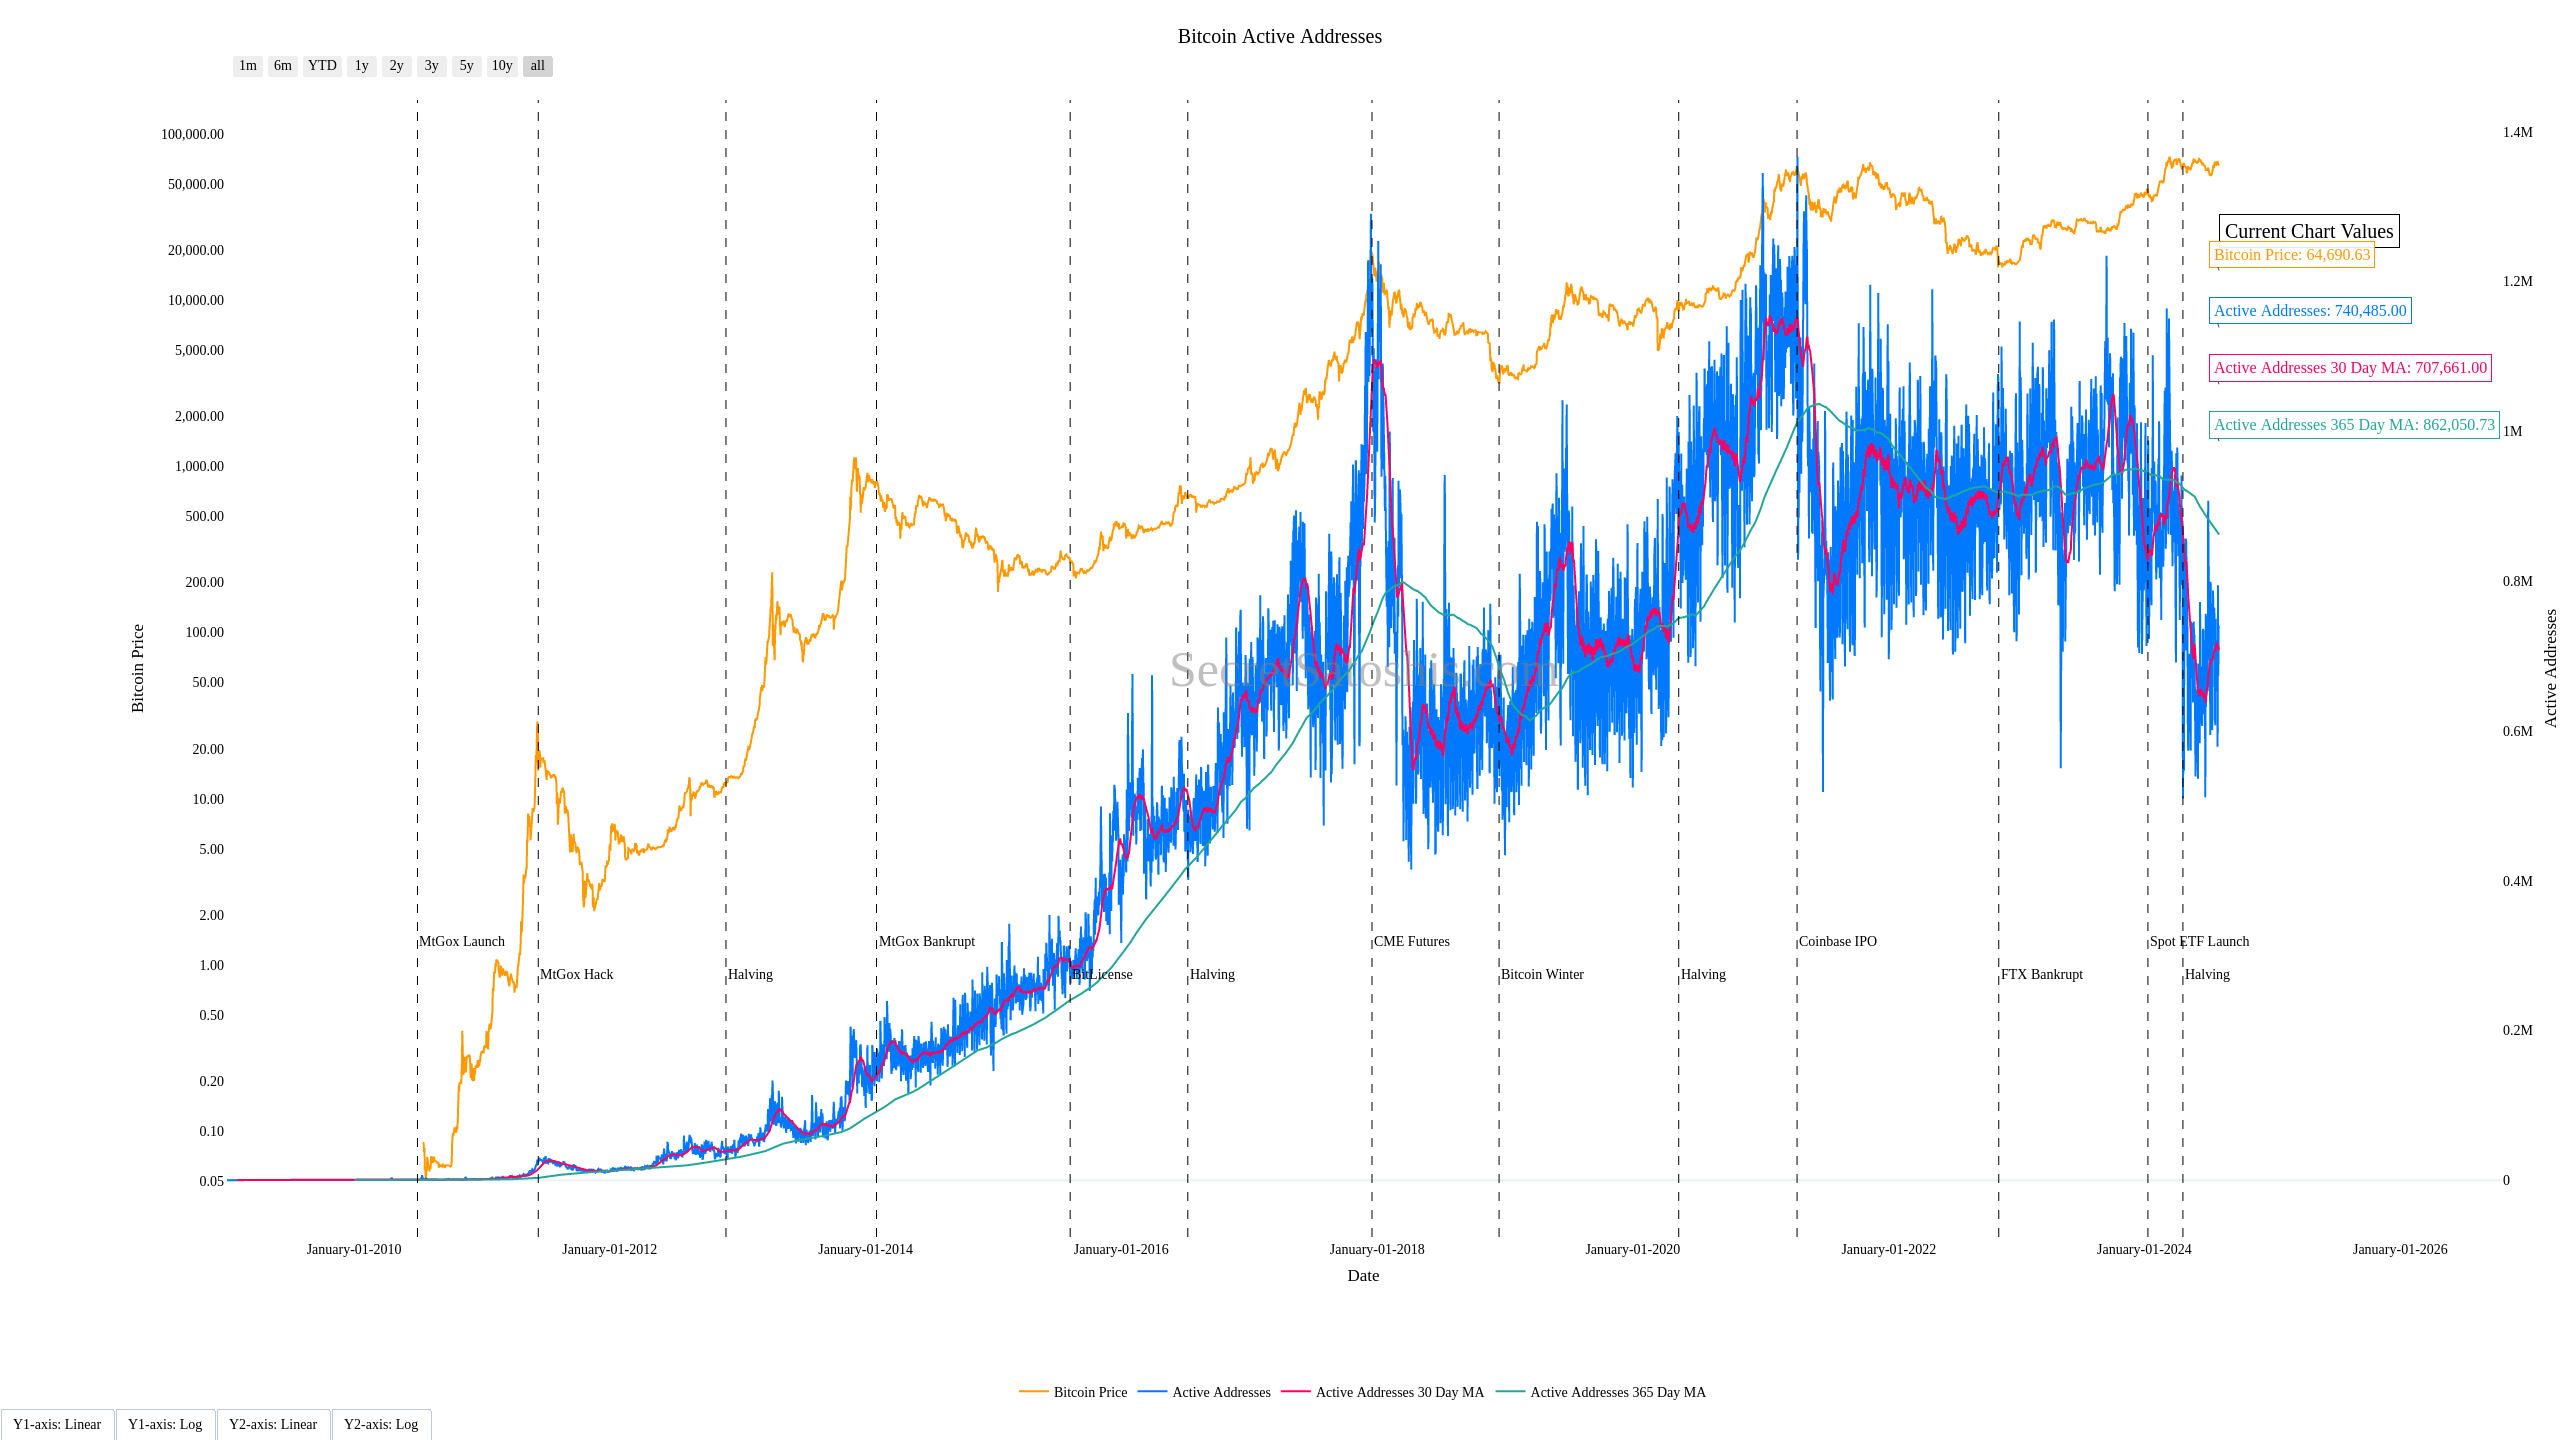 Bitcoin Active Addresses
1m 6m YTD 1y 2y 3y 5y 10y all
100,000.00
50,000.00
20,000.00
10,000.00
5,000.00
2,000.00
1,000.00
500.00
200.00
100.00
50.00
20.00
10.00
5.00
2.00
1.00
0.50
0.20
0.10
0.05
Bitcoin Price
1.4M
1.2M
1M
0.8M
0.6M
0.4M
0.2M
0
Active Addresses
Current Chart Values
Bitcoin Price: 64,690.63
Active Addresses: 740,485.00
Active Addresses 30 Day MA: 707,661.00
Active Addresses 365 Day MA: 862,050.73
SecretSatoshis.com
MtGox Launch
MtGox Hack
Halving
MtGox Bankrupt
BitLicense
Halving
CME Futures
Bitcoin Winter
Halving
Coinbase IPO
FTX Bankrupt
Spot ETF Launch
Halving
January-01-2010 January-01-2012 January-01-2014 January-01-2016 January-01-2018 January-01-2020 January-01-2022 January-01-2024 January-01-2026
Date
Bitcoin Price Active Addresses Active Addresses 30 Day MA Active Addresses 365 Day MA
Y1-axis: Linear Y1-axis: Log Y2-axis: Linear Y2-axis: Log